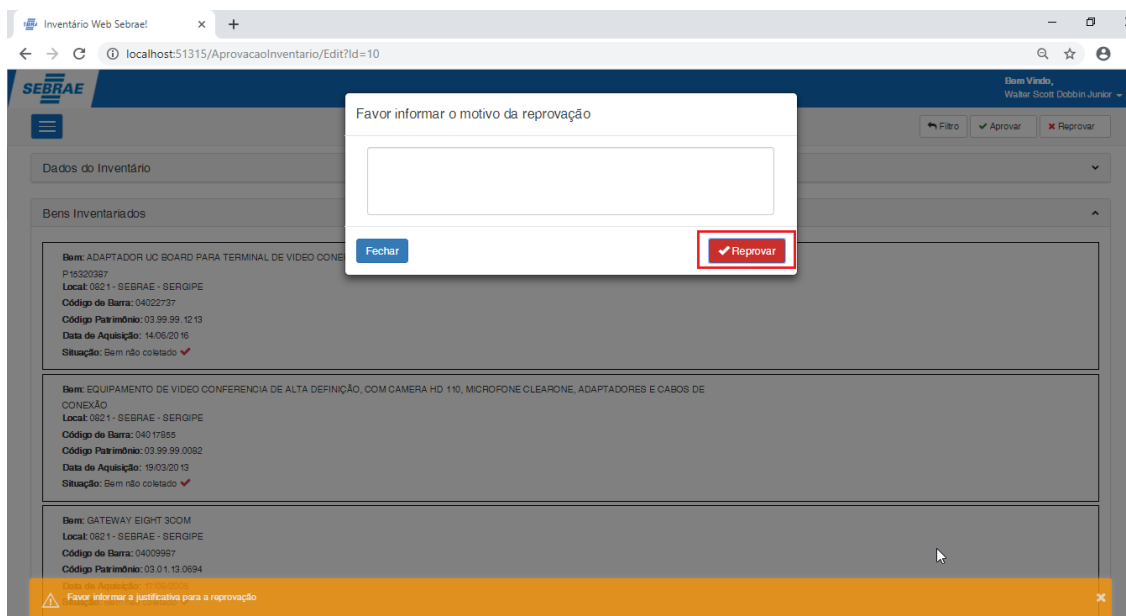 Inventário Web Sebrae!
localhost:51315/AprovacaoInventario/Edit?Id=10
SEBRAE
Bem Vindo,
Walter Scott Dobbin Junior
Favor informar o motivo da reprovação
Filtro
Aprovar
Reprovar
Dados do Inventário
Bens Inventariados
Fechar
Reprovar
Bem: ADAPTADOR UC BOARD PARA TERMINAL DE VIDEO CONE
P15320387
Local: 0821 - SEBRAE - SERGIPE
Código de Barra: 04022737
Código Patrimônio: 03.99.99.1213
Data de Aquisição: 14/06/2016
Situação: Bem não coletado
Bem: EQUIPAMENTO DE VIDEO CONFERENCIA DE ALTA DEFINIÇÃO, COM CAMERA HD 110, MICROFONE CLEARONE, ADAPTADORES E CABOS DE
CONEXÃO
Local: 0821 - SEBRAE - SERGIPE
Código de Barra: 04017855
Código Patrimônio: 03.99.99.0082
Data de Aquisição: 19/03/2013
Situação: Bem não coletado
Bem: GATEWAY EIGHT 3COM
Local: 0821 - SEBRAE - SERGIPE
Código de Barra: 04009987
Código Patrimônio: 03.01.13.0694
Data de Aquisição:
Favor informar a justificativa para a reprovação